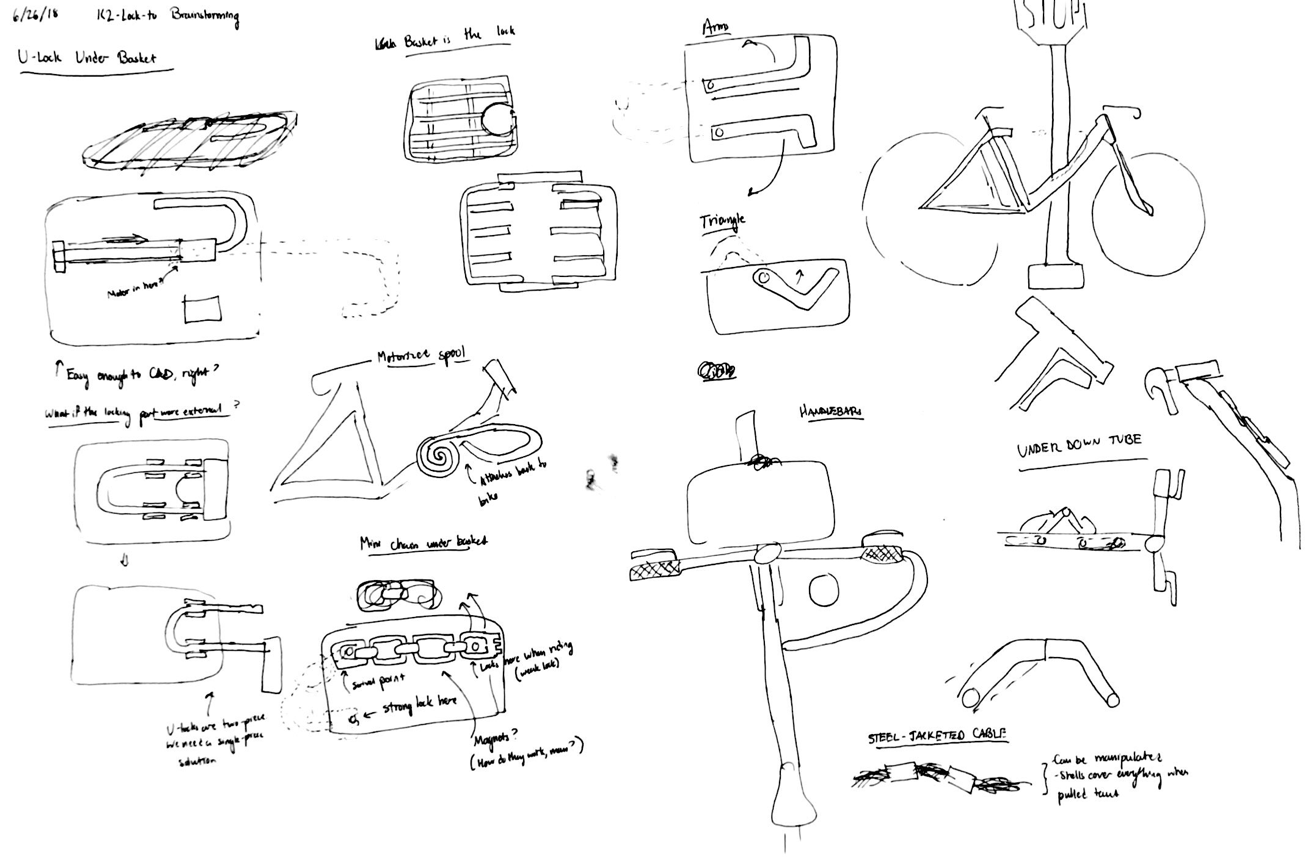 6/26/18 K2-Lock-to Brainstorming
U-Lock Under Basket
Motor in here?
↑ Easy enough to CAD, right?
What if the locking part were external?
U-locks are two-piece
We need a single-piece
solution
Basket is the lock
Motorized spool
Attaches back to
bike
Mini chain under basket
Swivel point
Locks here when riding
(weak lock)
← strong lock here
Magnets?
(How do they work, man?)
Arms
Triangle
HANDLEBARS
STOP
UNDER DOWN TUBE
STEEL-JACKETED CABLE
Can be manipulated
-Shells cover everything when
pulled taut